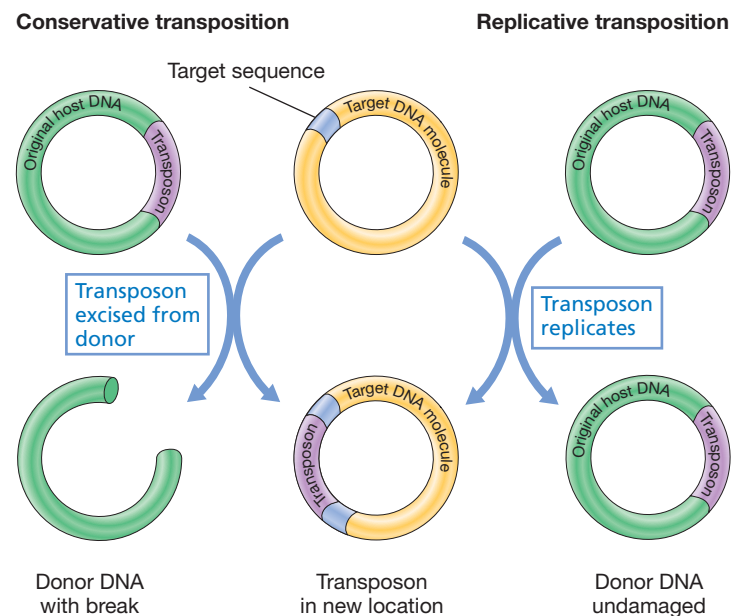 Conservative transposition
Replicative transposition
Target sequence
Original host DNA
Transposon
Target DNA molecule
Original host DNA
Transposon
Transposon
excised from
donor
Transposon
replicates
Target DNA molecule
Transposon
Original host DNA
Transposon
Donor DNA
with break
Transposon
in new location
Donor DNA
undamaged